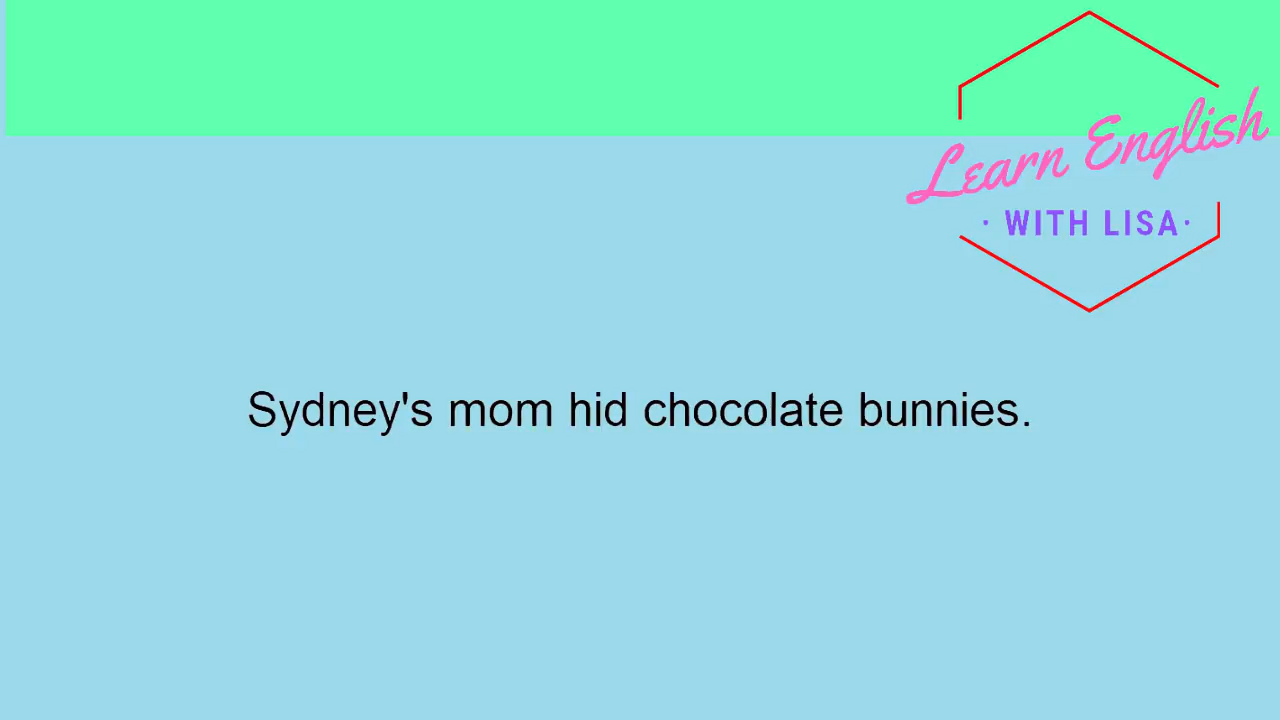 Learn English
· WITH LISA ·
Sydney's mom hid chocolate bunnies.